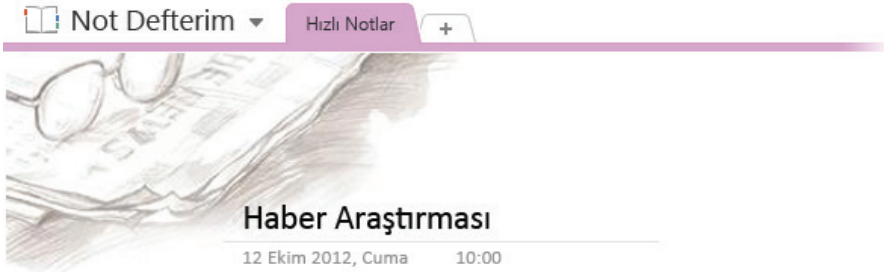 Not Defterim
Hızlı Notlar
+
Haber Araştırması
12 Ekim 2012, Cuma 10:00